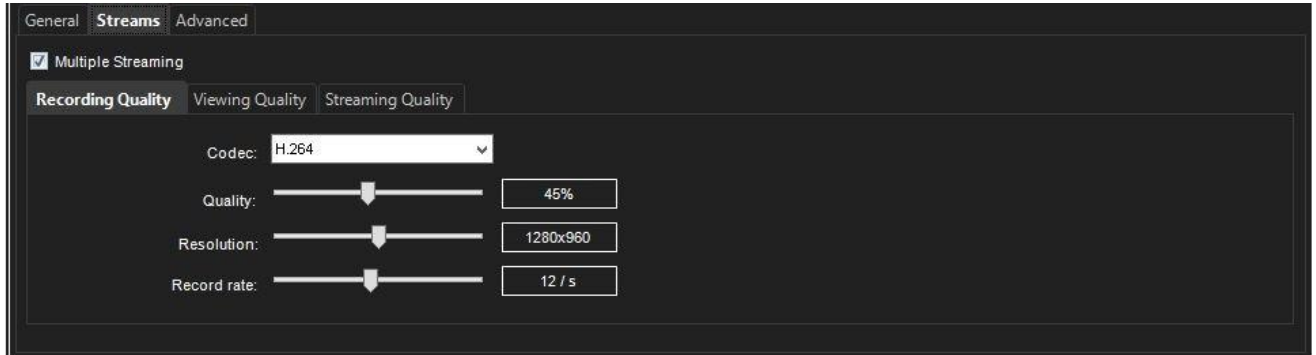 General Streams Advanced
Multiple Streaming
Recording Quality Viewing Quality Streaming Quality
Codec: H.264
Quality: 45%
Resolution: 1280x960
Record rate: 12 / s